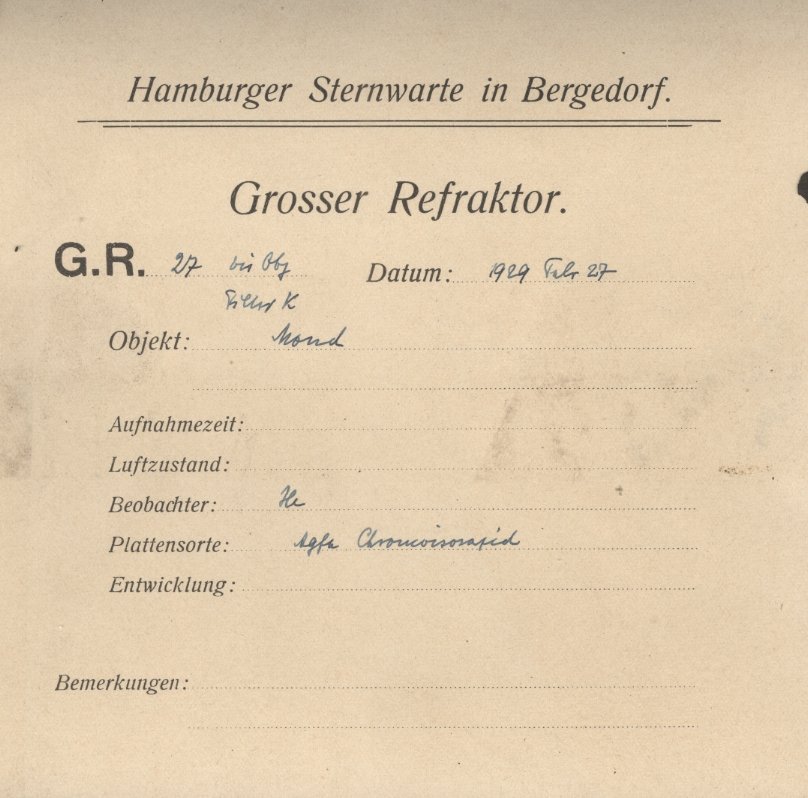 Hamburger Sternwarte in Bergedorf.
Grosser Refraktor.
G.R. 27 vis Obj Datum: 1929 Febr 27
Filter K
Objekt: Mond
Aufnahmezeit:
Luftzustand:
Beobachter: He
Plattensorte: Agfa Chromoisorapid
Entwicklung:
Bemerkungen: